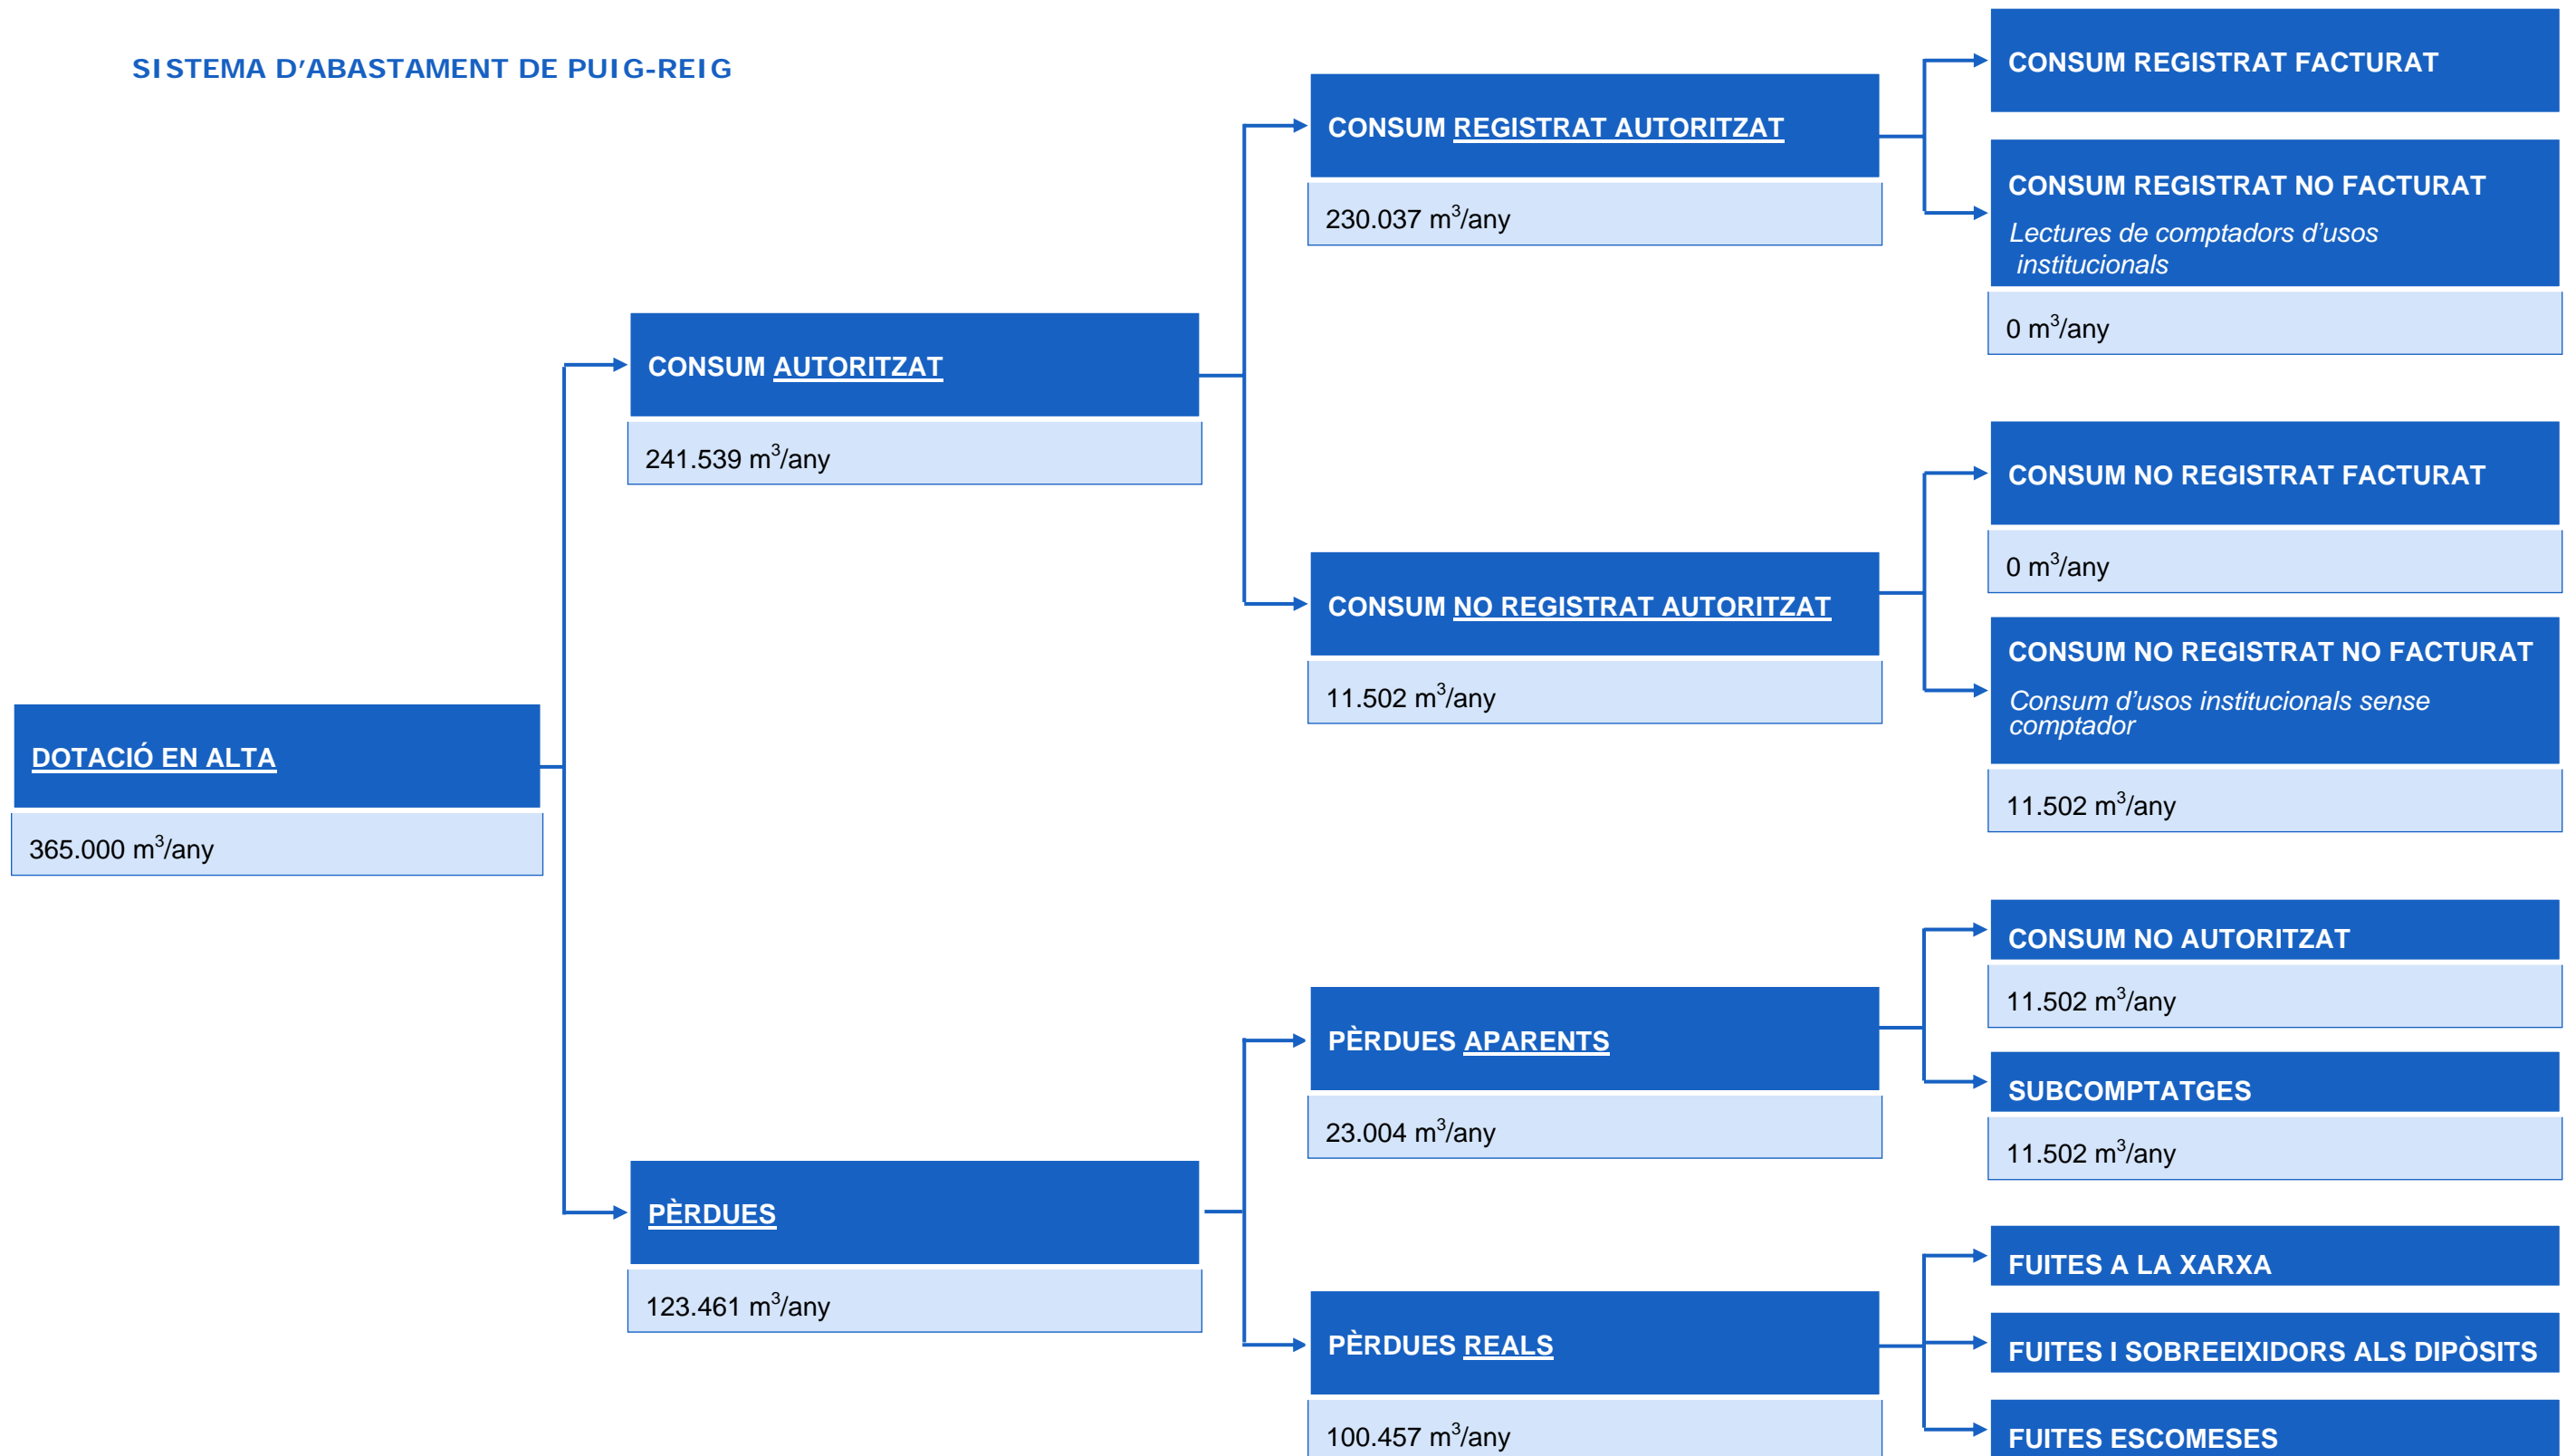 SISTEMA D'ABASTAMENT DE PUIG-REIG
DOTACIÓ EN ALTA
365.000 m³/any
CONSUM AUTORITZAT
241.539 m³/any
PÈRDUES
123.461 m³/any
CONSUM REGISTRAT AUTORITZAT
230.037 m³/any
CONSUM NO REGISTRAT AUTORITZAT
11.502 m³/any
PÈRDUES APARENTS
23.004 m³/any
PÈRDUES REALS
100.457 m³/any
CONSUM REGISTRAT FACTURAT
CONSUM REGISTRAT NO FACTURAT
Lectures de comptadors d'usos
institucionals
0 m³/any
CONSUM NO REGISTRAT FACTURAT
0 m³/any
CONSUM NO REGISTRAT NO FACTURAT
Consum d'usos institucionals sense
comptador
11.502 m³/any
CONSUM NO AUTORITZAT
11.502 m³/any
SUBCOMPTATGES
11.502 m³/any
FUITES A LA XARXA
FUITES I SOBREEIXIDORS ALS DIPÒSITS
FUITES ESCOMESES